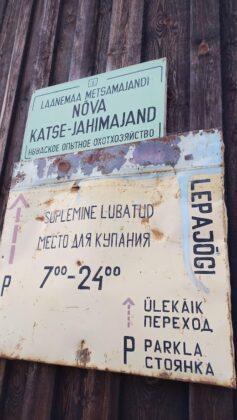 LÄÄNEMAA METSAMAJANDI
NÕVA
KATSE-JAHIMAJAND
НЫВАСКОЕ ОПЫТНОЕ ОХОТХОЗЯЙСТВО
SUPLEMINE LUBATUD
МЕСТО ДЛЯ КУПАНИЯ
7⁰⁰-24⁰⁰
P
LEPAJÕGI
ÜLEKÄIK
ПЕРЕХОД
P PARKLA
СТОЯНКА